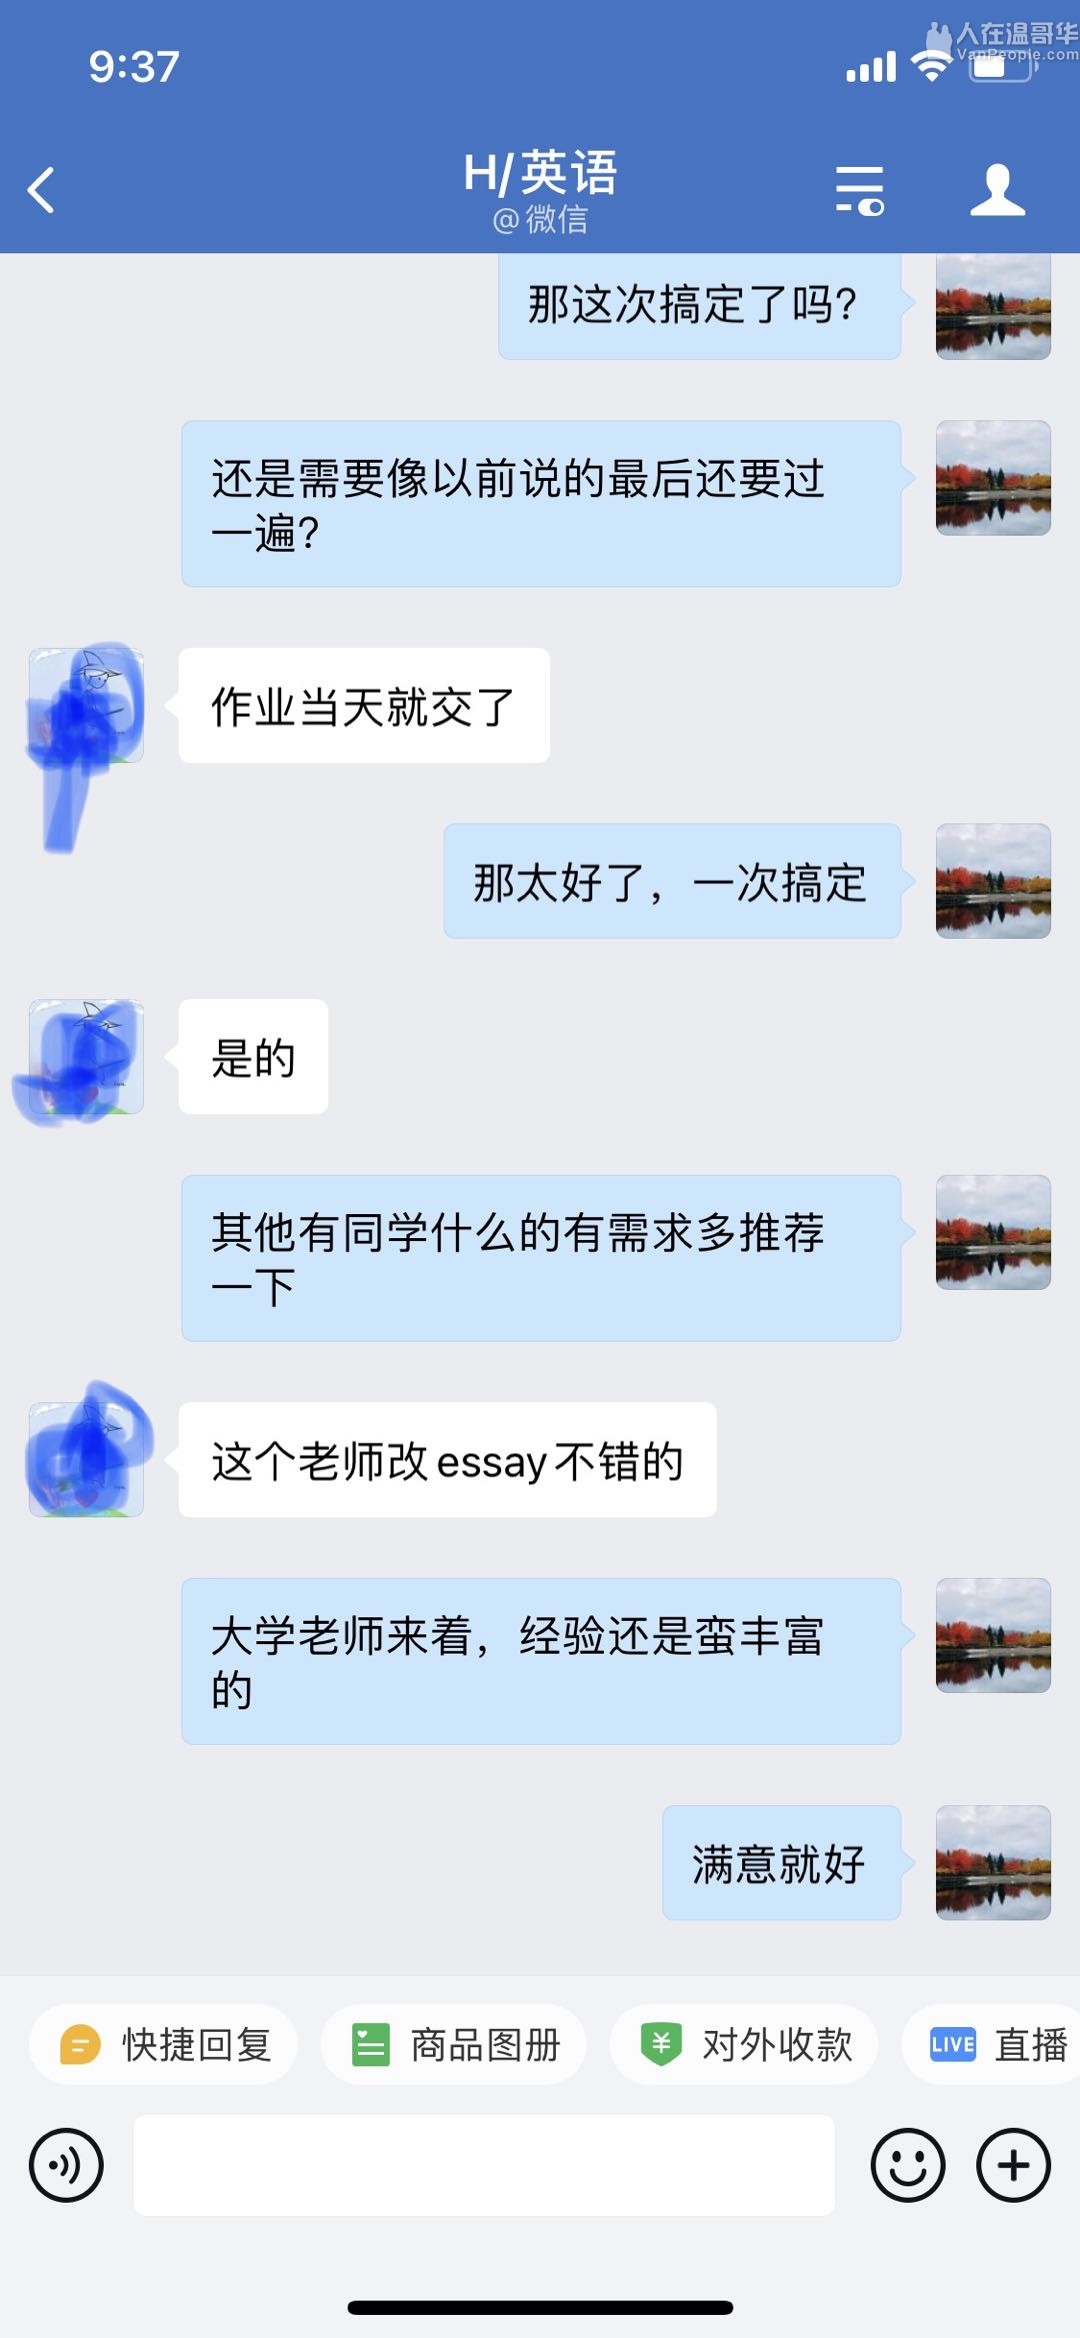 9:37
人在温哥华
VanPeople.com
H/英语
@微信
那这次搞定了吗?
还是需要像以前说的最后还要过
一遍?
作业当天就交了
那太好了，一次搞定
是的
其他有同学什么的有需求多推荐
一下
这个老师改essay不错的
大学老师来着，经验还是蛮丰富
的
满意就好
快捷回复
商品图册
¥ 对外收款
LIVE 直播